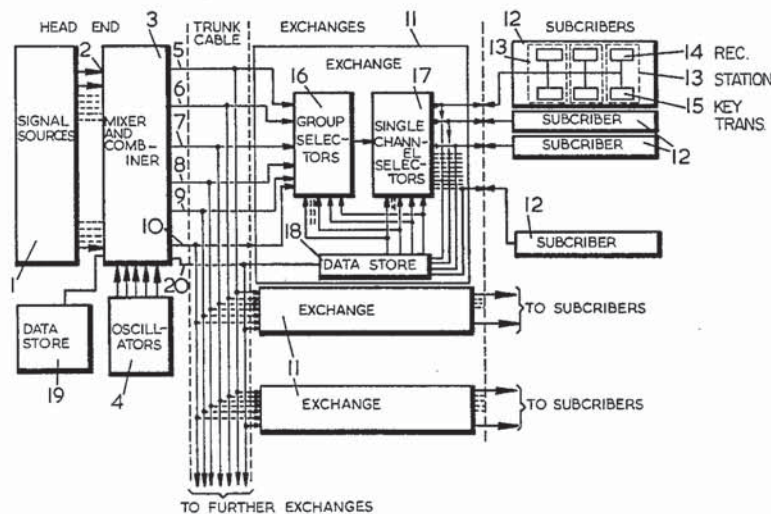 HEAD END
TRUNK CABLE
EXCHANGES
SUBCRIBERS
11
12
2
3
5
EXCHANGE
13
14 REC.
13 STATION
15 KEY TRANS.
6
16
17
SIGNAL SOURCES
MIXER AND COMBINER
7
GROUP SELEC-TORS
SINGLE CHANN-EL SELEC-TORS
SUBCRIBER
SUBCRIBER
12
8
9
10
18
12
SUBCRIBER
DATA STORE
1
20
DATA STORE
OSCILL-ATORS
EXCHANGE
TO SUBCRIBERS
19
4
11
EXCHANGE
TO SUBCRIBERS
TO FURTHER EXCHANGES